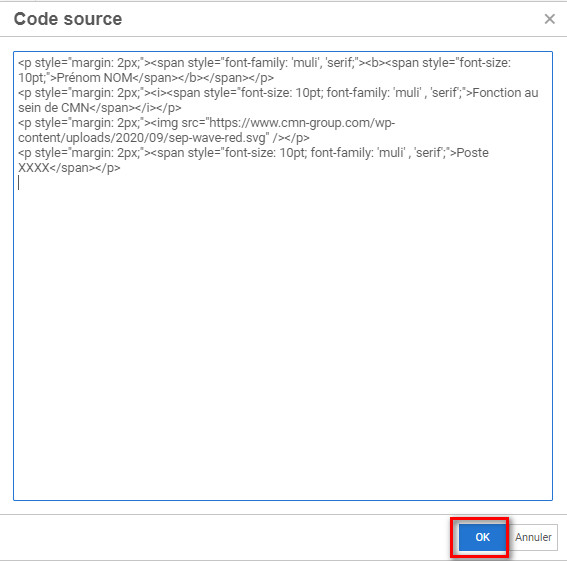 Code source
<p style="margin: 2px;"><span style="font-family: 'muli', 'serif;"><b><span style="font-size:
10pt;">Prénom NOM</span></b></span></p>
<p style="margin: 2px;"><i><span style="font-size: 10pt; font-family: 'muli' , 'serif';">Fonction au
sein de CMN</span></i></p>
<p style="margin: 2px;"><img src="https://www.cmn-group.com/wp-
content/uploads/2020/09/sep-wave-red.svg" /></p>
<p style="margin: 2px;"><span style="font-size: 10pt; font-family: 'muli' , 'serif';">Poste
XXXX</span></p>
OK Annuler